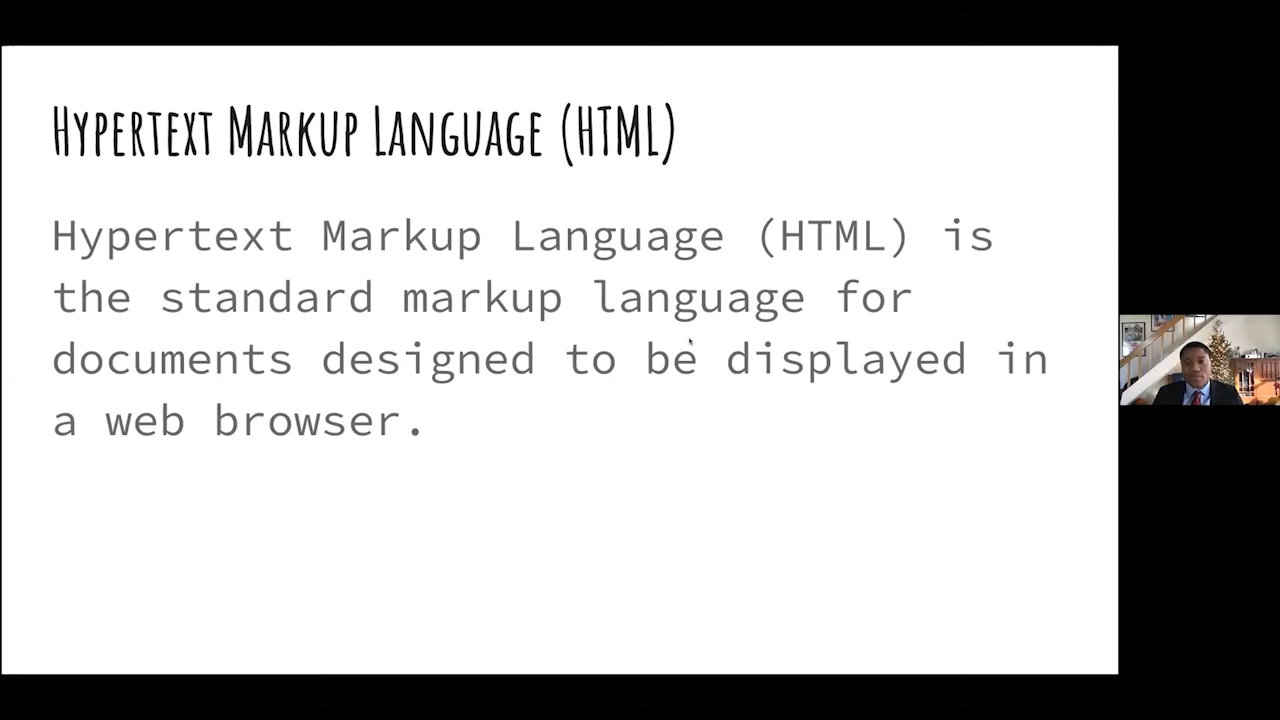 Hypertext Markup Language (HTML)
Hypertext Markup Language (HTML) is
the standard markup language for
documents designed to be displayed in
a web browser.